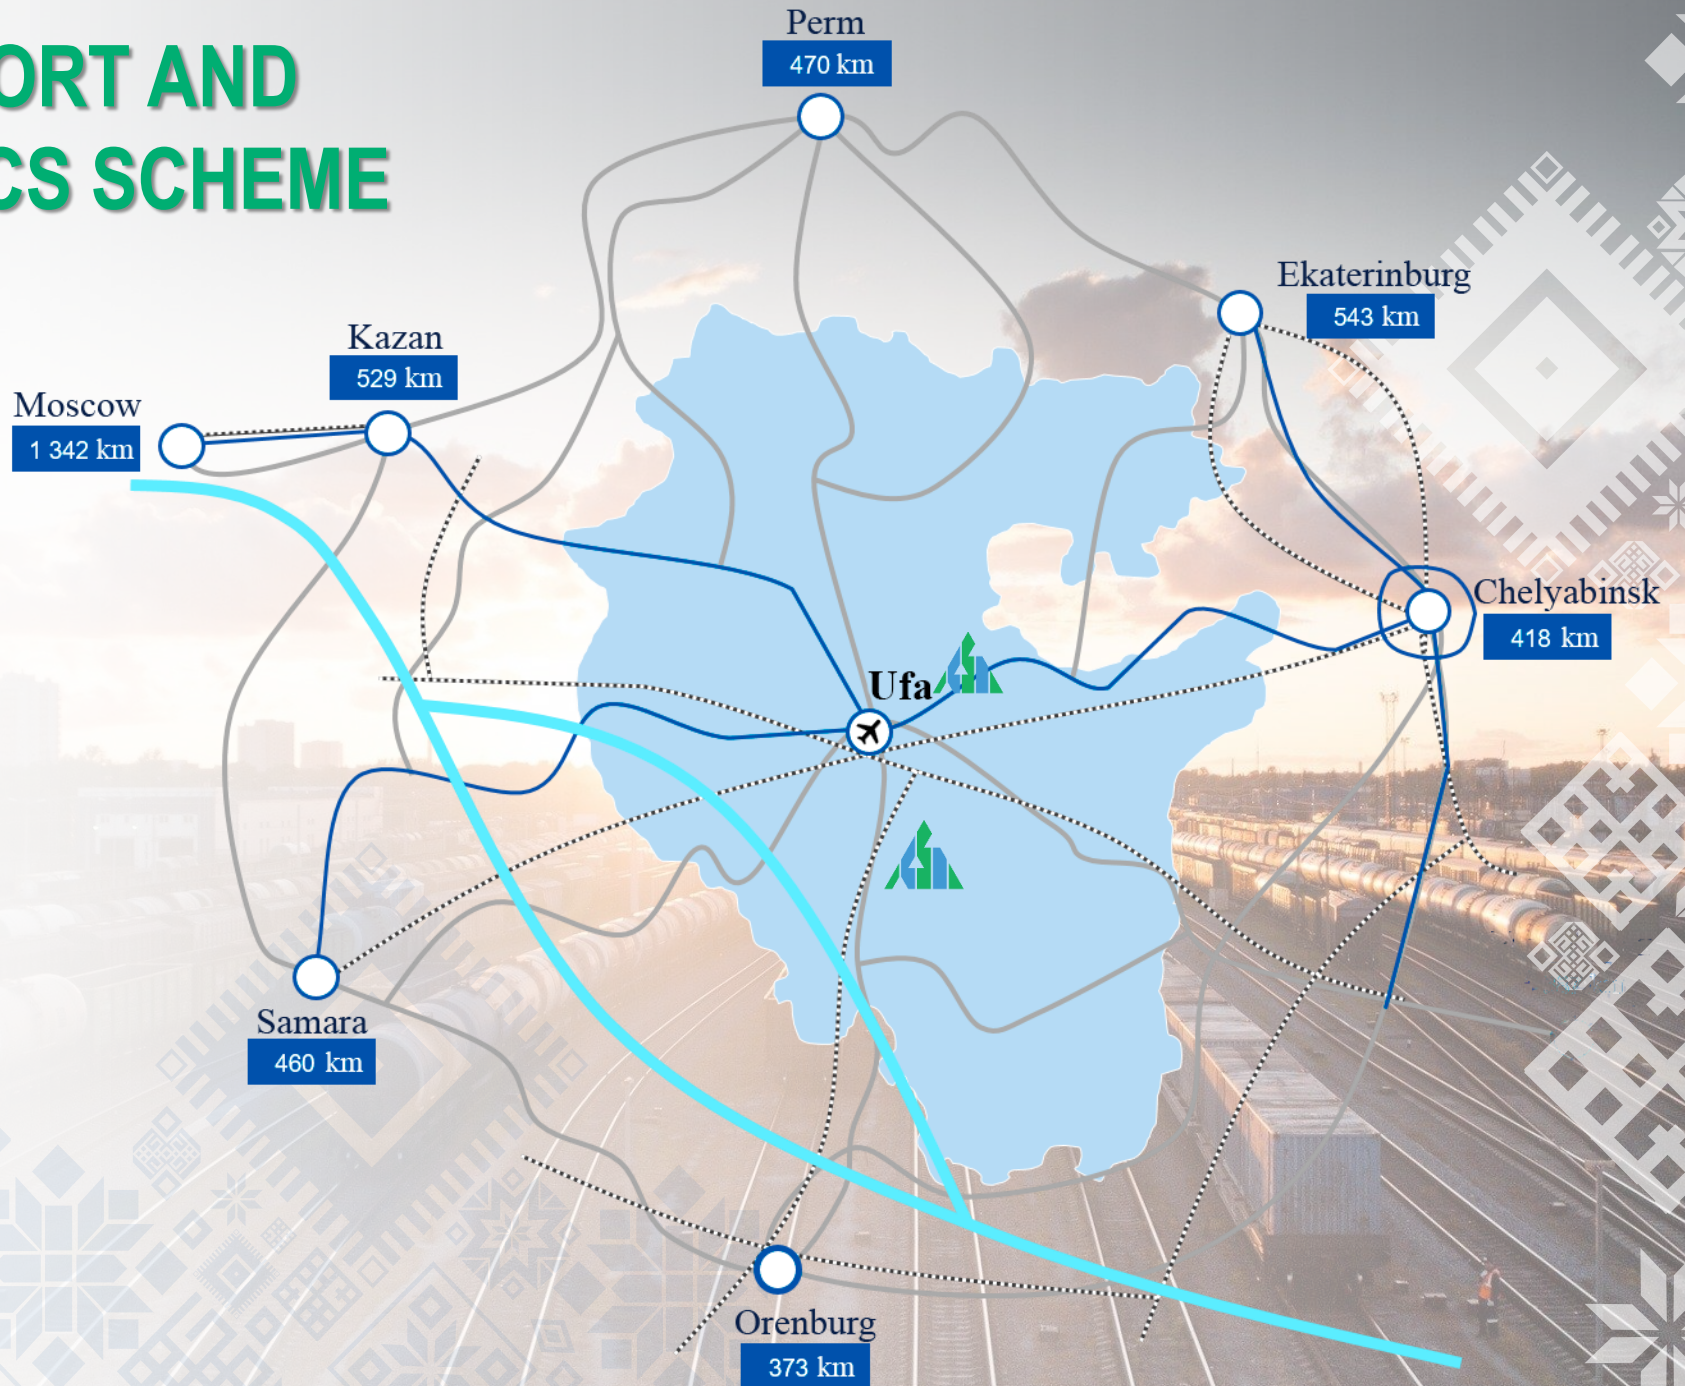 ORT AND
CS SCHEME
Perm
470 km
Ekaterinburg
543 km
Kazan
529 km
Moscow
1 342 km
Chelyabinsk
418 km
Ufa
Samara
460 km
Orenburg
373 km